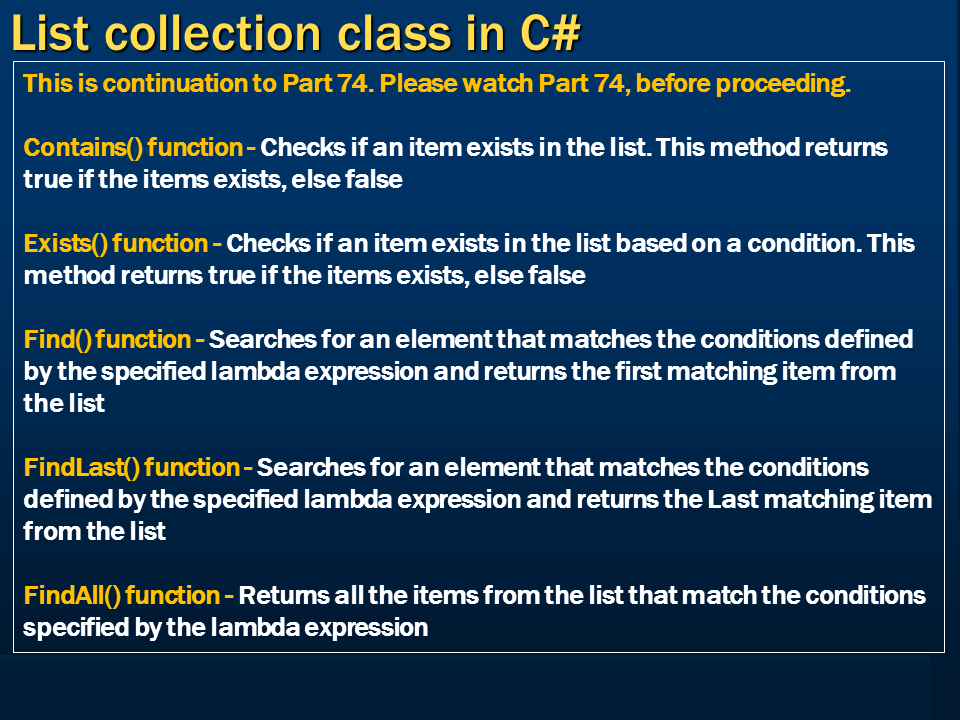 List collection class in C#
This is continuation to Part 74. Please watch Part 74, before proceeding.
Contains() function - Checks if an item exists in the list. This method returns
true if the items exists, else false
Exists() function - Checks if an item exists in the list based on a condition. This
method returns true if the items exists, else false
Find() function - Searches for an element that matches the conditions defined
by the specified lambda expression and returns the first matching item from
the list
FindLast() function - Searches for an element that matches the conditions
defined by the specified lambda expression and returns the Last matching item
from the list
FindAll() function - Returns all the items from the list that match the conditions
specified by the lambda expression